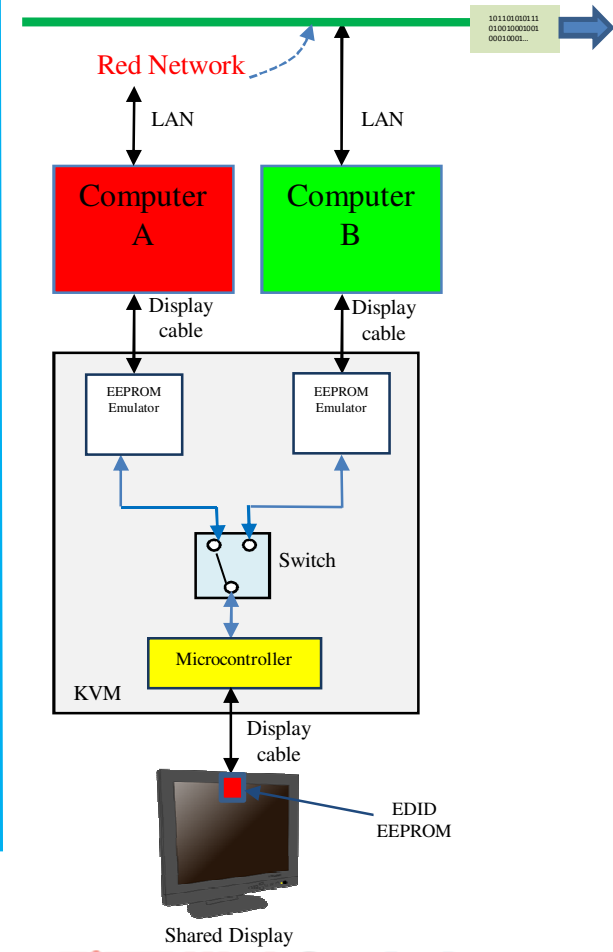 101101010111
010010001001
00010001...
Red Network
LAN
LAN
Computer
A
Computer
B
Display
cable
Display
cable
EEPROM
Emulator
EEPROM
Emulator
Switch
Microcontroller
KVM
Display
cable
EDID
EEPROM
Shared Display